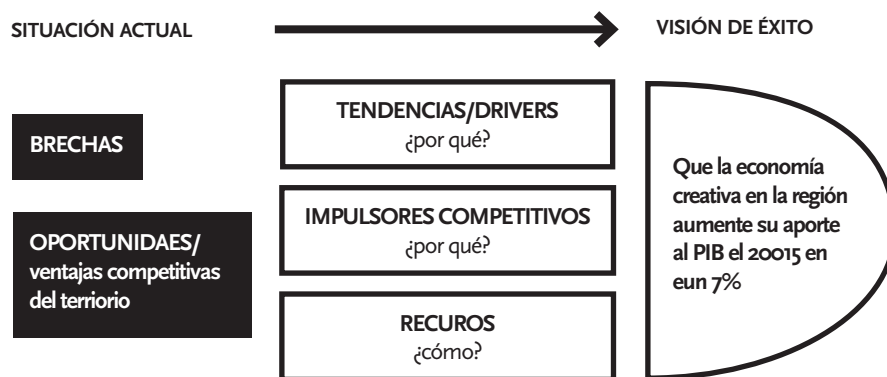 SITUACIÓN ACTUAL
VISIÓN DE ÉXITO
BRECHAS
OPORTUNIDAES/
ventajas competitivas
del terriorio
TENDENCIAS/DRIVERS
¿por qué?
IMPULSORES COMPETITIVOS
¿por qué?
RECUROS
¿cómo?
Que la economía
creativa en la región
aumente su aporte
al PIB el 20015 en
eun 7%